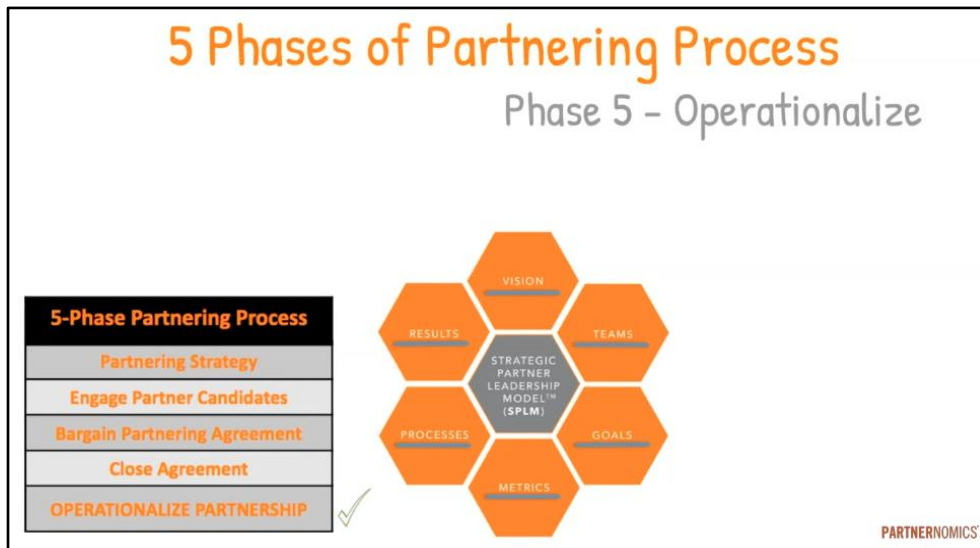 5 Phases of Partnering Process
Phase 5 - Operationalize
5-Phase Partnering Process
Partnering Strategy
Engage Partner Candidates
Bargain Partnering Agreement
Close Agreement
OPERATIONALIZE PARTNERSHIP
VISION
RESULTS
TEAMS
STRATEGIC
PARTNER
LEADERSHIP
MODEL™
(SPLM)
PROCESSES
GOALS
METRICS
PARTNERNOMICS